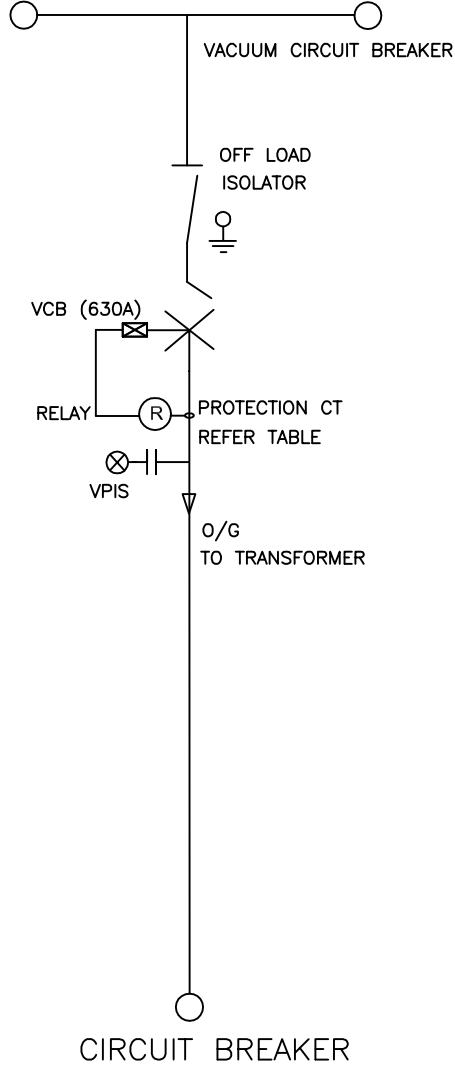 VACUUM CIRCUIT BREAKER
OFF LOAD
ISOLATOR
VCB (630A)
RELAY
R
PROTECTION CT
REFER TABLE
VPIS
O/G
TO TRANSFORMER
CIRCUIT BREAKER